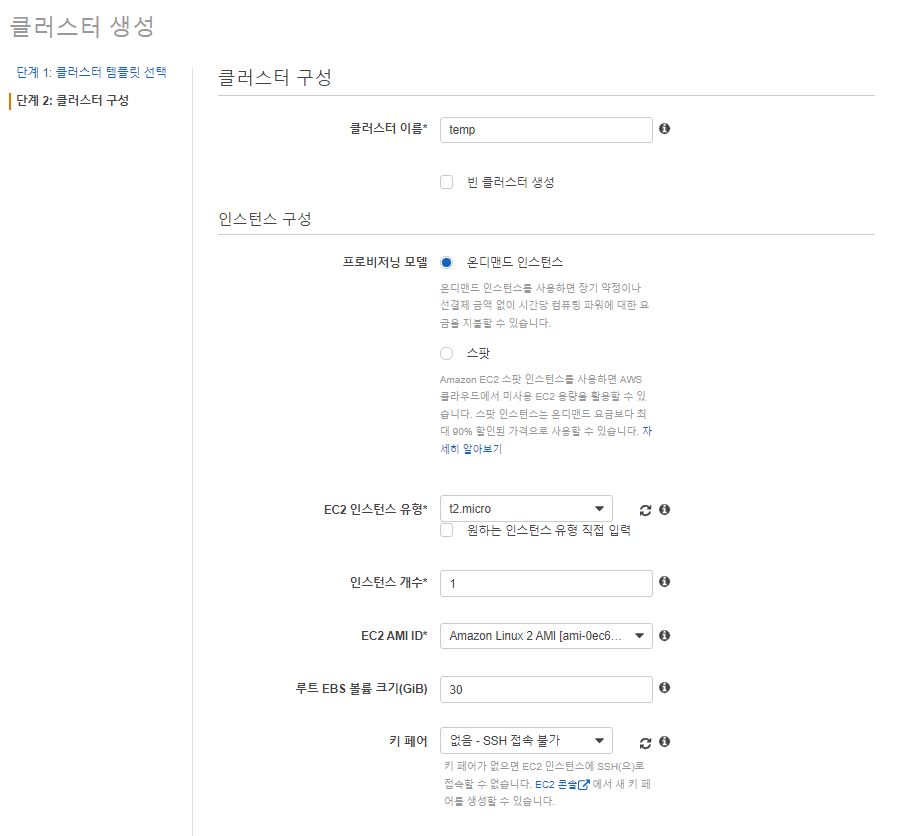 클러스터 생성
단계 1: 클러스터 템플릿 선택
단계 2: 클러스터 구성
클러스터 구성
클러스터 이름* temp
빈 클러스터 생성
인스턴스 구성
프로비저닝 모델 온디맨드 인스턴스
온디맨드 인스턴스를 사용하면 장기 약정이나
선결제 금액 없이 시간당 컴퓨팅 파워에 대한 요
금을 지불할 수 있습니다.
스팟
Amazon EC2 스팟 인스턴스를 사용하면 AWS
클라우드에서 미사용 EC2 용량을 활용할 수 있
습니다. 스팟 인스턴스는 온디맨드 요금보다 최
대 90% 할인된 가격으로 사용할 수 있습니다. 자
세히 알아보기
EC2 인스턴스 유형* t2.micro
원하는 인스턴스 유형 직접 입력
인스턴스 개수* 1
EC2 AMI ID* Amazon Linux 2 AMI [ami-0ec6...
루트 EBS 볼륨 크기(GiB) 30
키 페어 없음 - SSH 접속 불가
키 페어가 없으면 EC2 인스턴스에 SSH(으)로
접속할 수 없습니다. EC2 콘솔 에서 새 키 페
어를 생성할 수 있습니다.